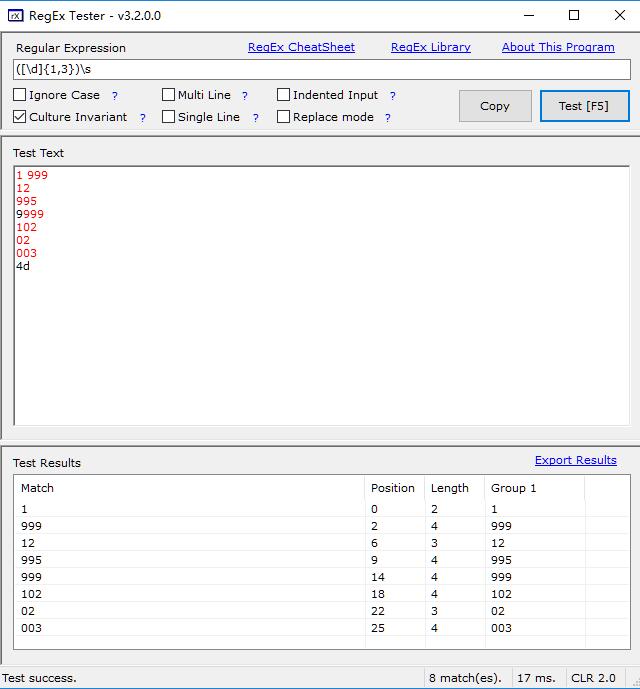 rX RegEx Tester - v3.2.0.0
Regular Expression RegEx CheatSheet RegEx Library About This Program
([\d]{1,3})\s
Ignore Case ? Multi Line ? Indented Input ? Copy Test [F5]
Culture Invariant ? Single Line ? Replace mode ?
Test Text
1 999
12
995
9999
102
02
003
4d
Test Results Export Results
Match Position Length Group 1
1 0 2 1
999 2 4 999
12 6 3 12
995 9 4 995
999 14 4 999
102 18 4 102
02 22 3 02
003 25 4 003
Test success. 8 match(es). 17 ms. CLR 2.0